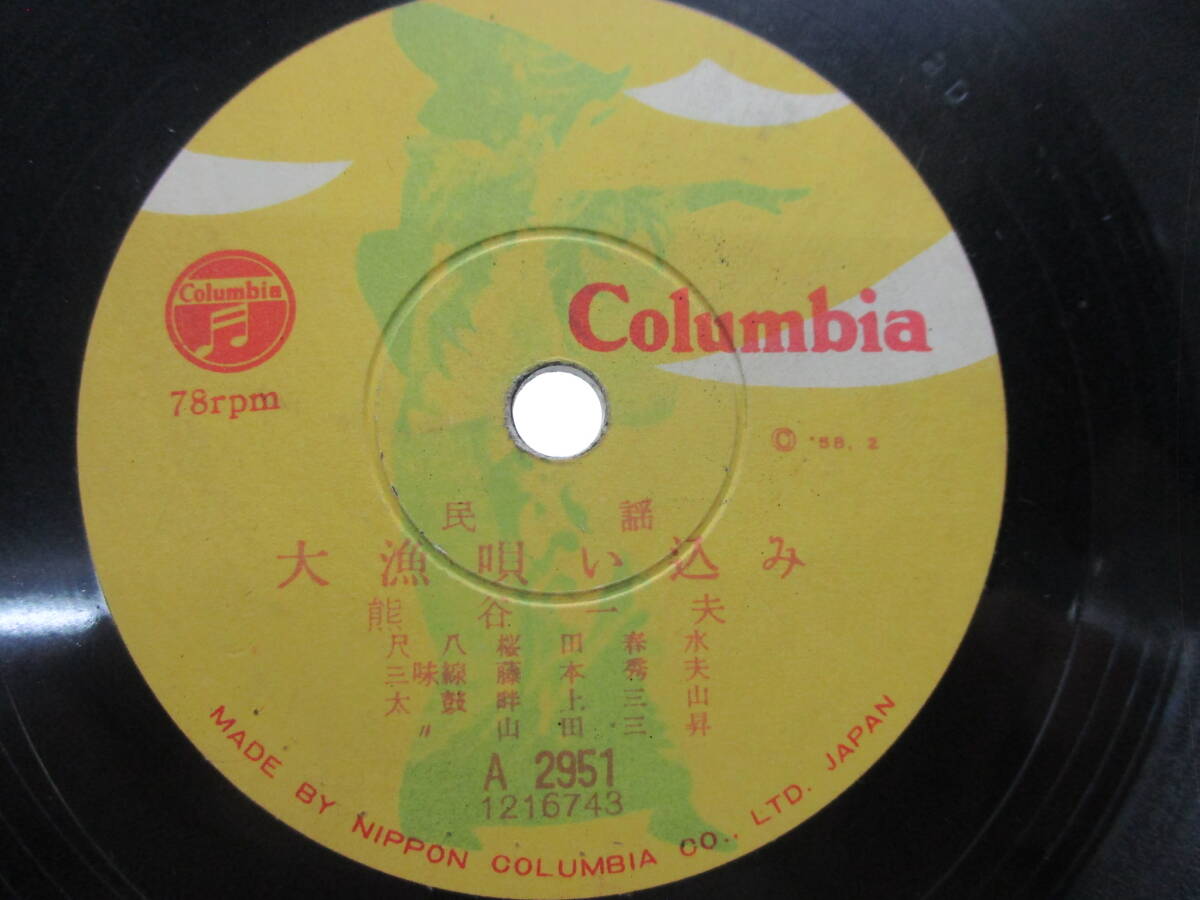 Columbia
78rpm
Columbia
© '58. 2
民謡
大漁唄い込み
熊谷一夫
尺八 桜田春水
三味線 藤本秀夫
太鼓 畔上三山
〃 山田三昇
A 2951
1216743
MADE BY NIPPON COLUMBIA CO., LTD. JAPAN